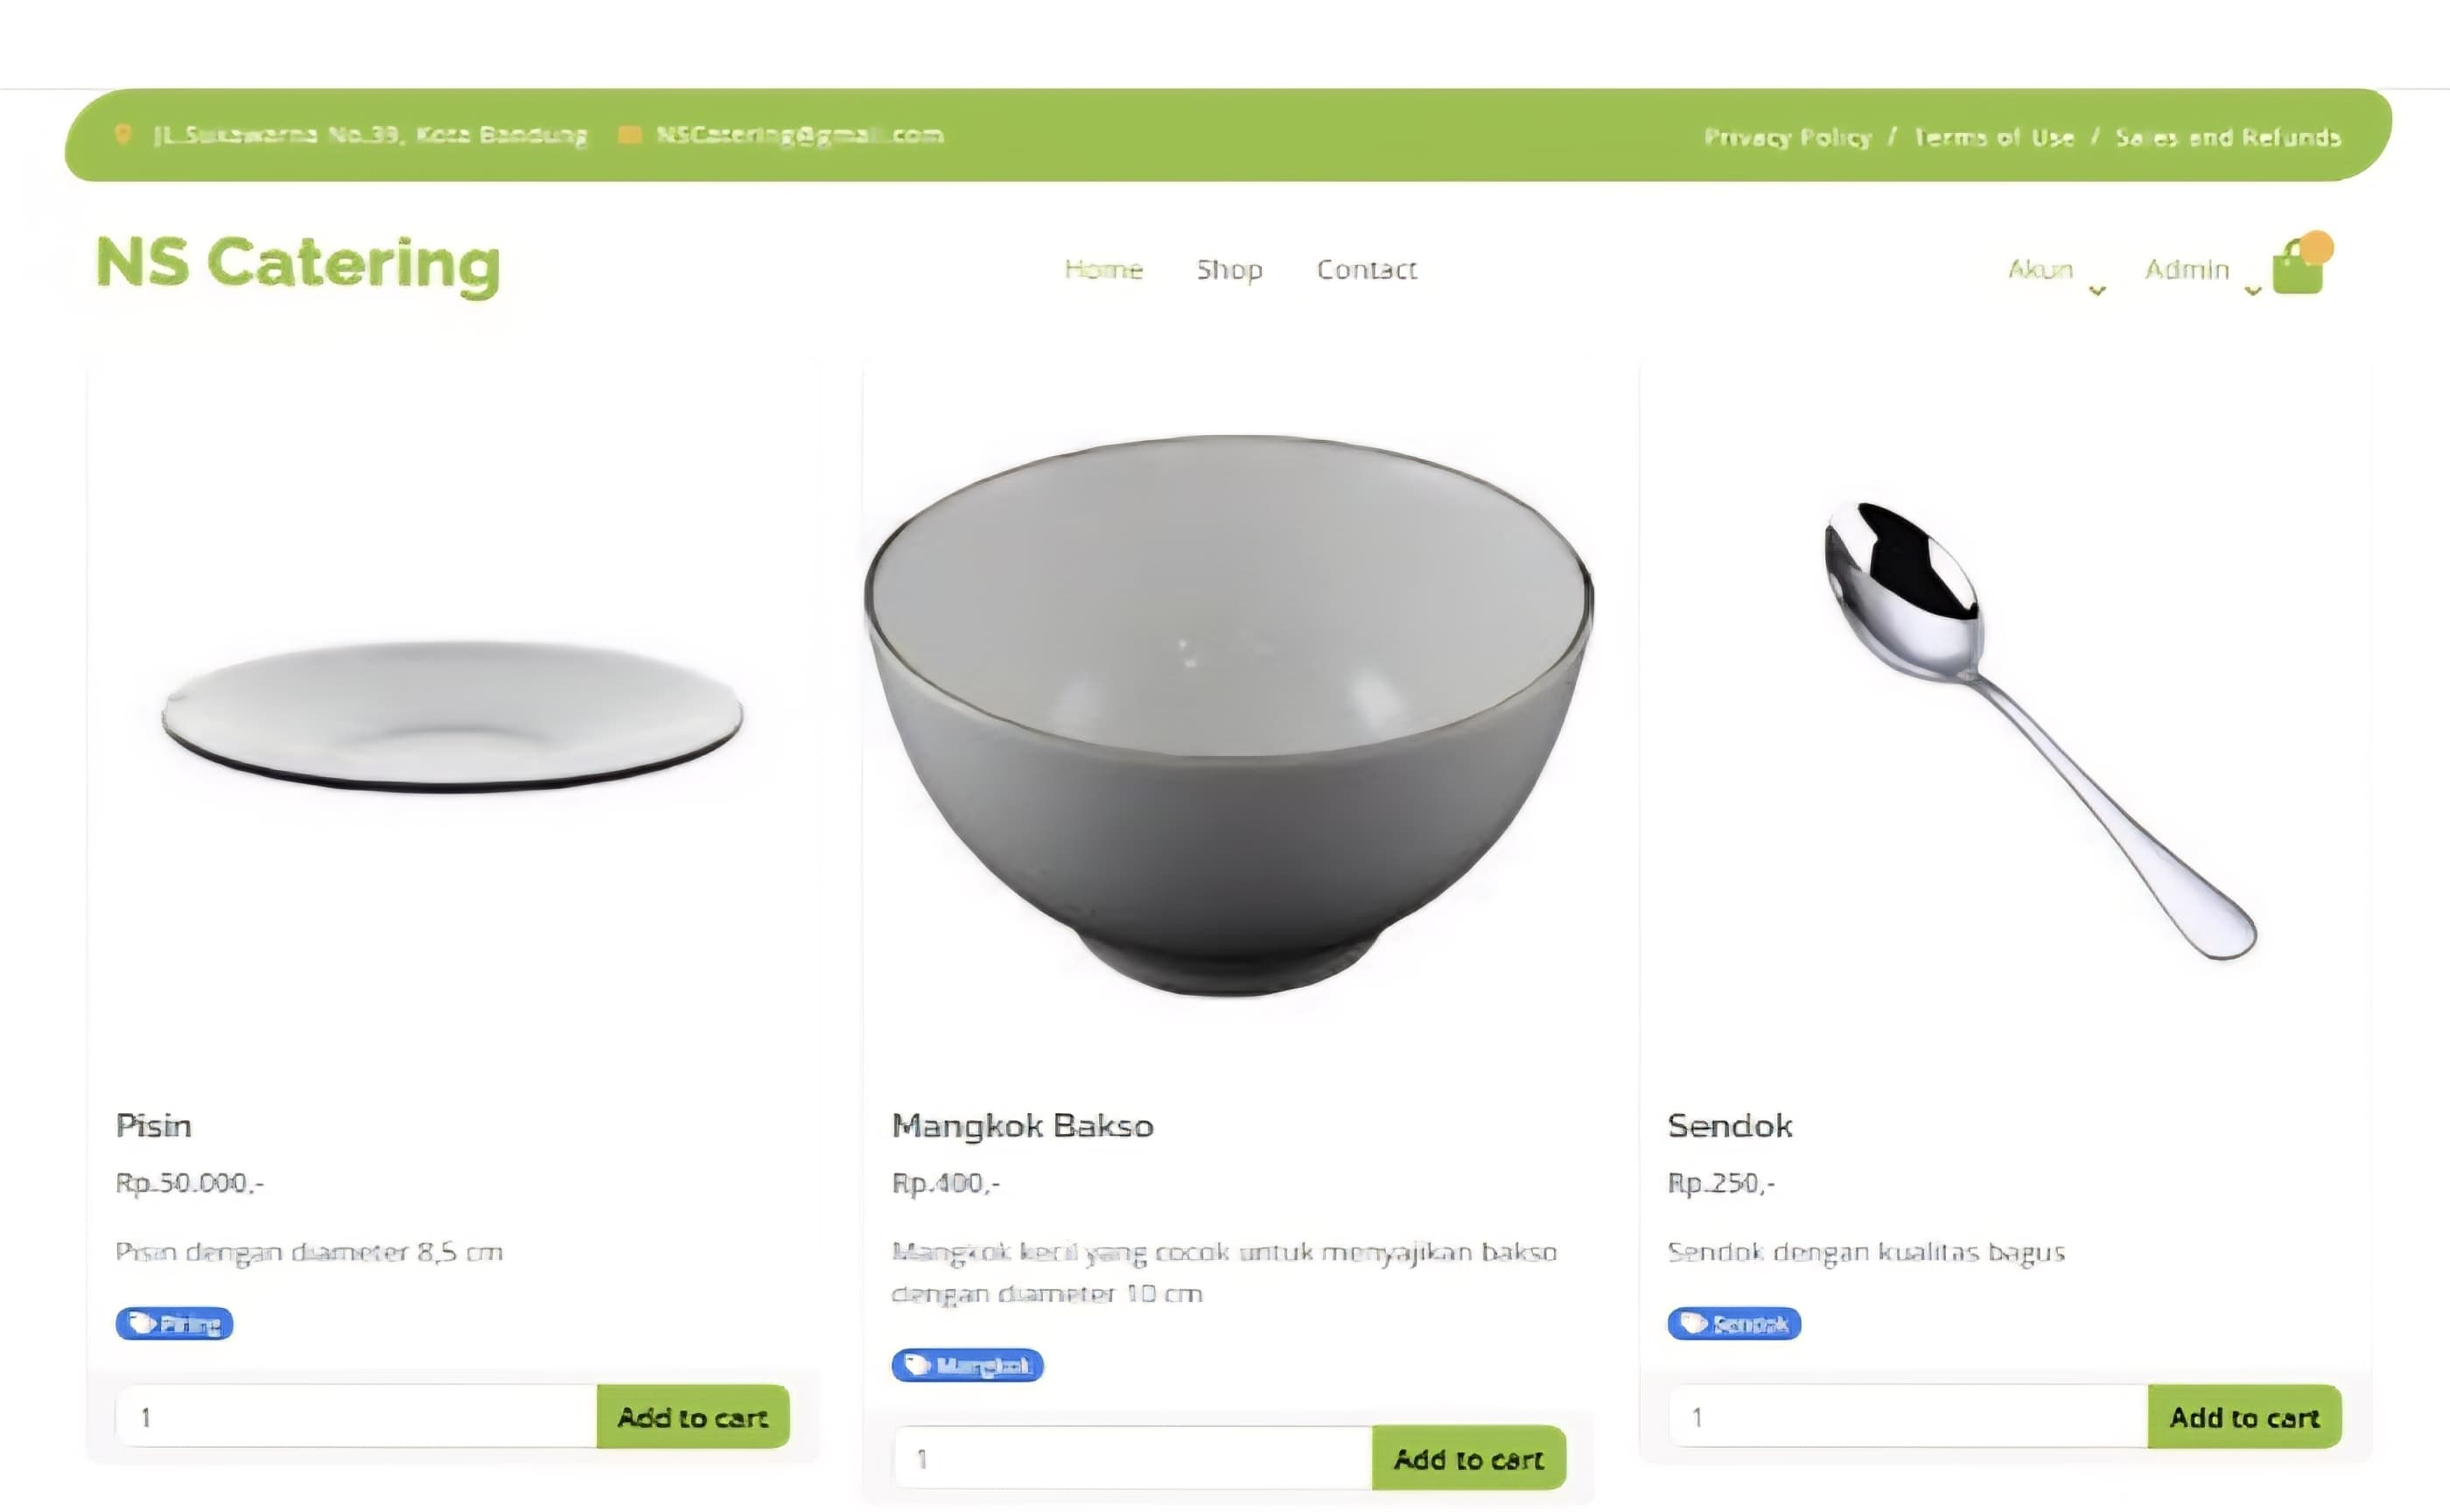 JL.Sukawarna No.39, Kota Bandung NSCatering@gmail.com Privacy Policy / Terms of Use / Sales and Refunds
NS Catering Home Shop Contact Akun Admin
Pisin
Rp.50.000,-
Pisin dengan diameter 8,5 cm
Piring
1 Add to cart
Mangkok Bakso
Rp.400,-
Mangkok kecil yang cocok untuk menyajikan bakso
dengan diameter 10 cm
Mangkok
1 Add to cart
Sendok
Rp.250,-
Sendok dengan kualitas bagus
Sendok
1 Add to cart